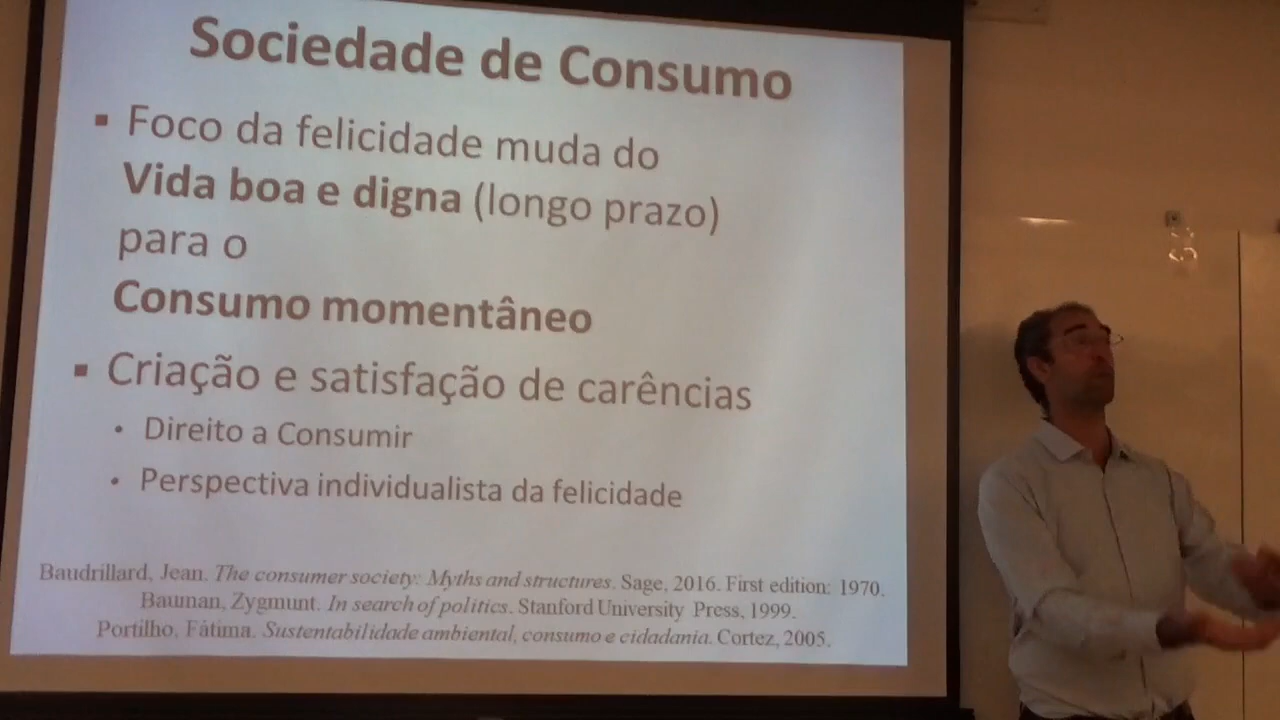 Sociedade de Consumo
▪ Foco da felicidade muda do
Vida boa e digna (longo prazo)
para o
Consumo momentâneo
▪ Criação e satisfação de carências
• Direito a Consumir
• Perspectiva individualista da felicidade
Baudrillard, Jean. The consumer society: Myths and structures. Sage, 2016. First edition: 1970.
Bauman, Zygmunt. In search of politics. Stanford University Press, 1999.
Portilho, Fátima. Sustentabilidade ambiental, consumo e cidadania. Cortez, 2005.